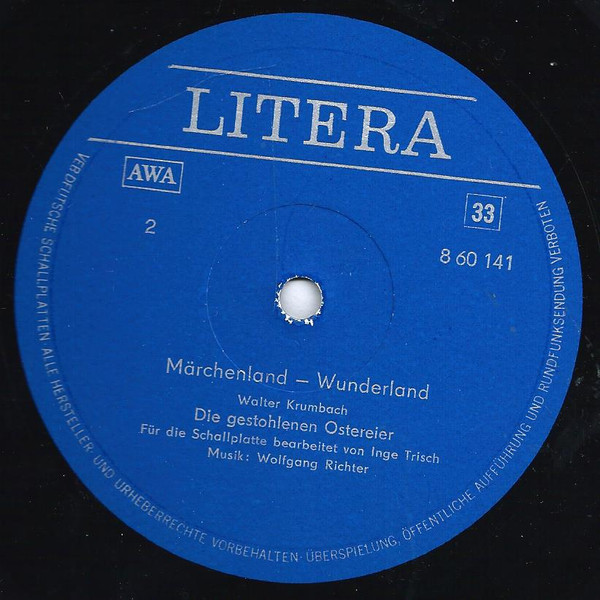 LITERA
AWA
33
2
8 60 141
Märchenland – Wunderland
Walter Krumbach
Die gestohlenen Ostereier
Für die Schallplatte bearbeitet von Inge Trisch
Musik: Wolfgang Richter
VEB DEUTSCHE SCHALLPLATTEN ALLE HERSTELLER- UND URHEBERRECHTE VORBEHALTEN· ÜBERSPIELUNG, ÖFFENTLICHE AUFFÜHRUNG UND RUNDFUNKSENDUNG VERBOTEN